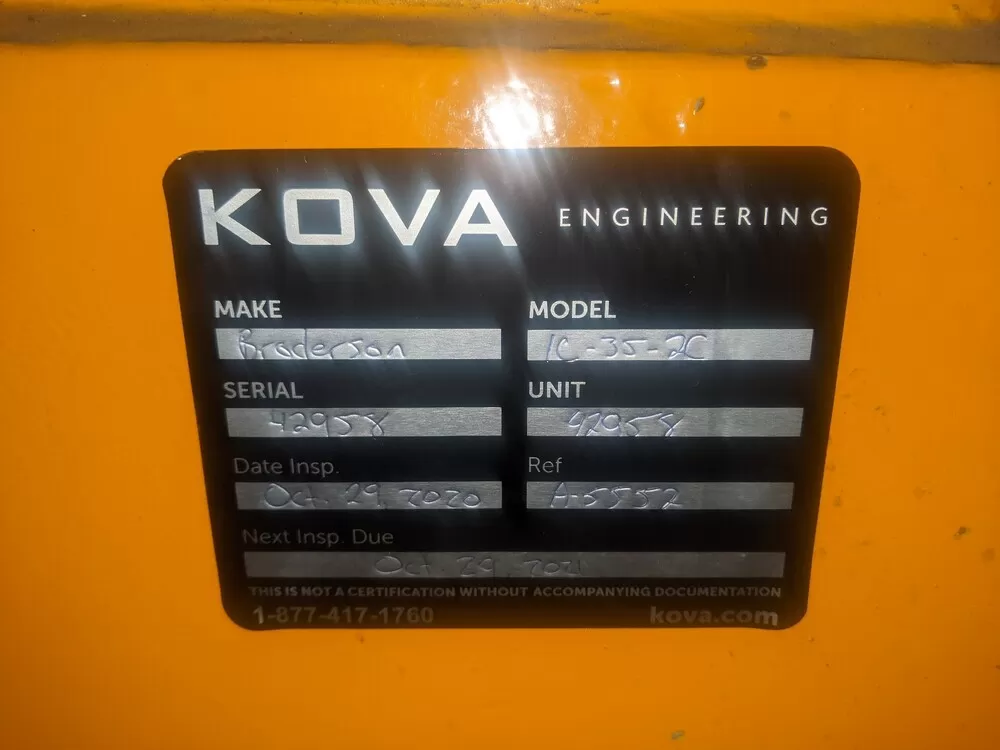 KOVA ENGINEERING
MAKE MODEL
Broderson IC-35-2C
SERIAL UNIT
42958 42958
Date Insp. Ref
Oct. 29, 2020 A-5552
Next Insp. Due
Oct. 29, 2021
THIS IS NOT A CERTIFICATION WITHOUT ACCOMPANYING DOCUMENTATION
1-877-417-1760 kova.com